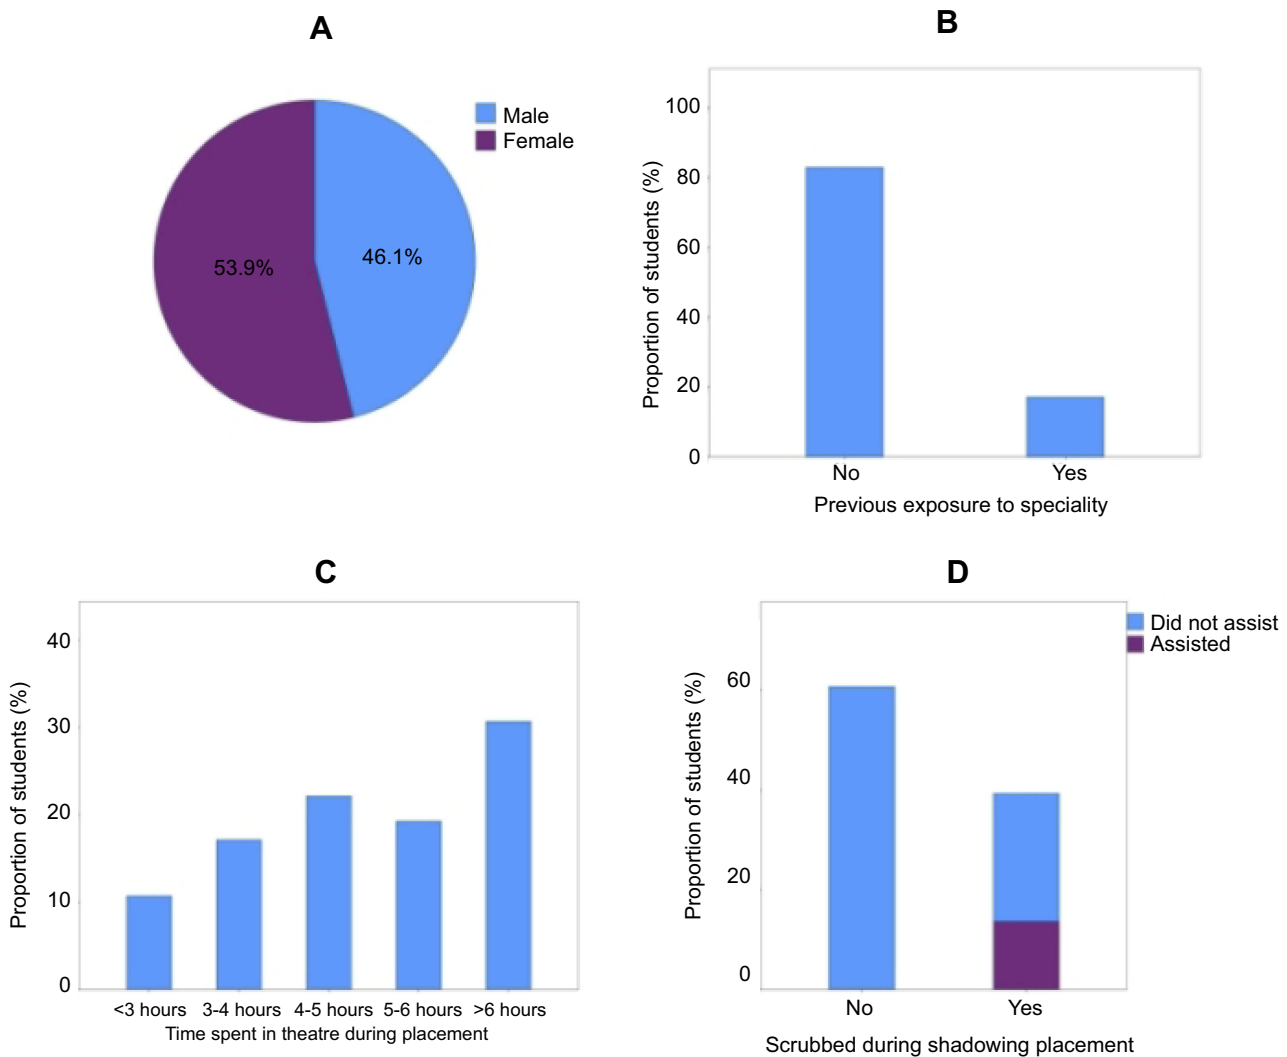 A
Male
Female
53.9%
46.1%
B
Proportion of students (%)
100
80
60
40
20
0
No
Yes
Previous exposure to speciality
C
Proportion of students (%)
40
30
20
10
0
<3 hours
3-4 hours
4-5 hours
5-6 hours
>6 hours
Time spent in theatre during placement
D
Did not assist
Assisted
Proportion of students (%)
60
40
20
0
No
Yes
Scrubbed during shadowing placement